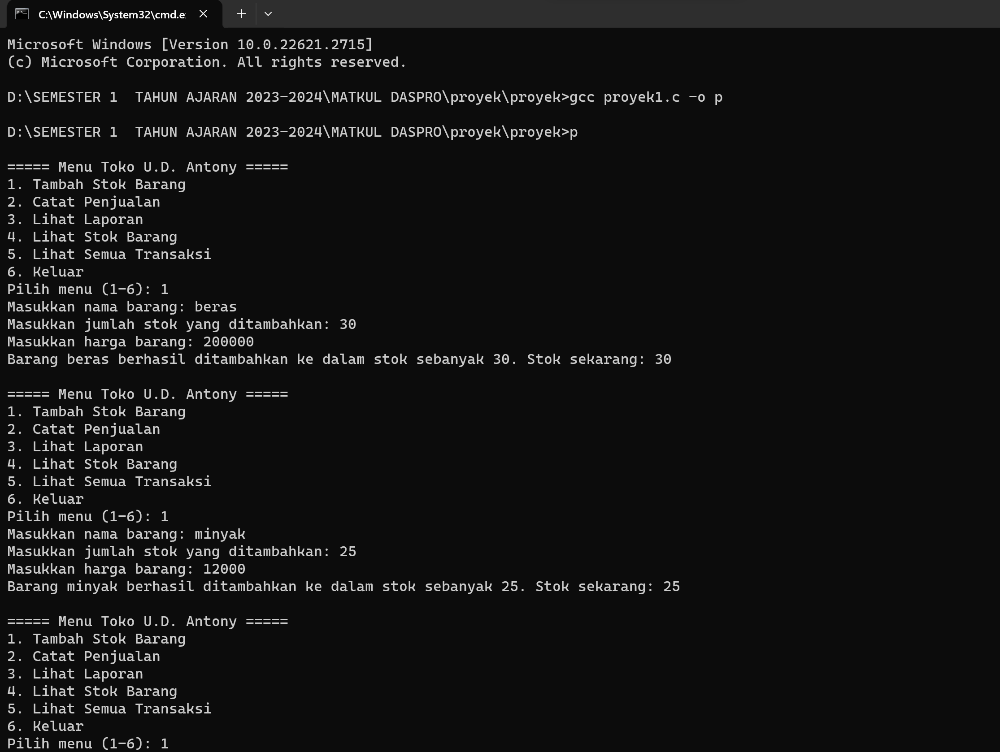 C:\Windows\System32\cmd.e
Microsoft Windows [Version 10.0.22621.2715]
(c) Microsoft Corporation. All rights reserved.
D:\SEMESTER 1  TAHUN AJARAN 2023-2024\MATKUL DASPRO\proyek\proyek>gcc proyek1.c -o p
D:\SEMESTER 1  TAHUN AJARAN 2023-2024\MATKUL DASPRO\proyek\proyek>p
===== Menu Toko U.D. Antony =====
1. Tambah Stok Barang
2. Catat Penjualan
3. Lihat Laporan
4. Lihat Stok Barang
5. Lihat Semua Transaksi
6. Keluar
Pilih menu (1-6): 1
Masukkan nama barang: beras
Masukkan jumlah stok yang ditambahkan: 30
Masukkan harga barang: 200000
Barang beras berhasil ditambahkan ke dalam stok sebanyak 30. Stok sekarang: 30
===== Menu Toko U.D. Antony =====
1. Tambah Stok Barang
2. Catat Penjualan
3. Lihat Laporan
4. Lihat Stok Barang
5. Lihat Semua Transaksi
6. Keluar
Pilih menu (1-6): 1
Masukkan nama barang: minyak
Masukkan jumlah stok yang ditambahkan: 25
Masukkan harga barang: 12000
Barang minyak berhasil ditambahkan ke dalam stok sebanyak 25. Stok sekarang: 25
===== Menu Toko U.D. Antony =====
1. Tambah Stok Barang
2. Catat Penjualan
3. Lihat Laporan
4. Lihat Stok Barang
5. Lihat Semua Transaksi
6. Keluar
Pilih menu (1-6): 1